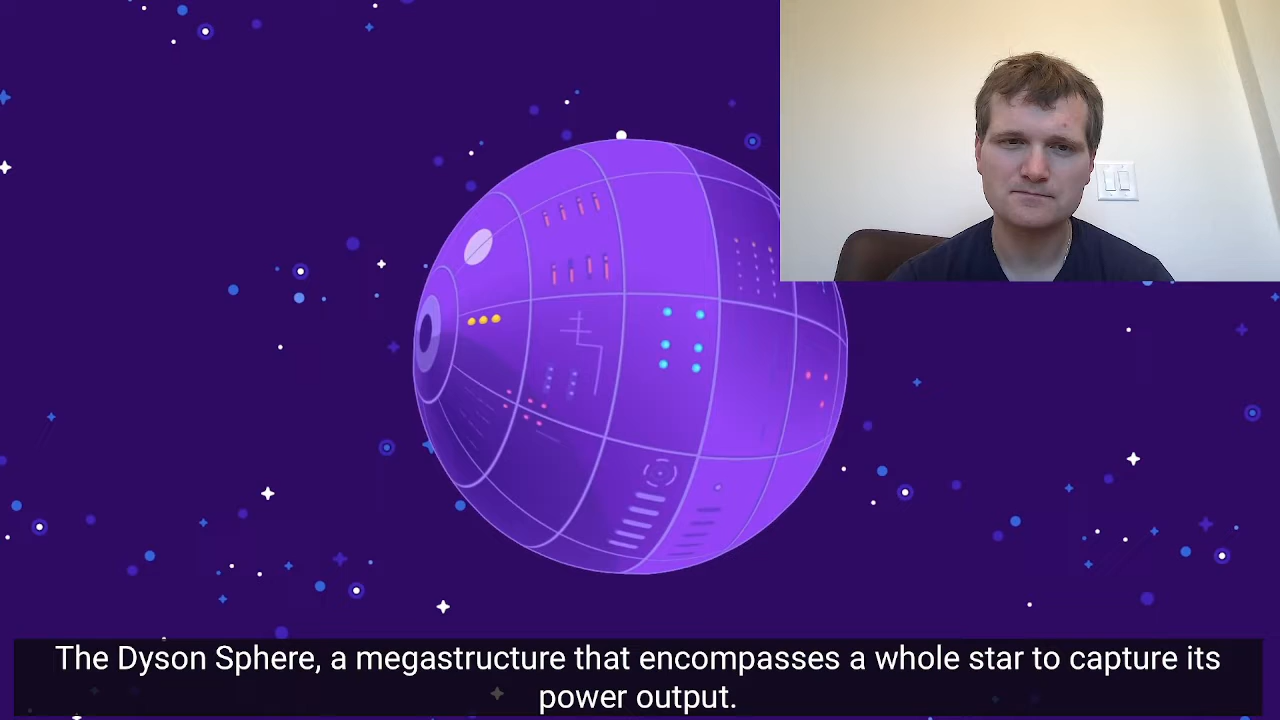 The Dyson Sphere, a megastructure that encompasses a whole star to capture its
power output.